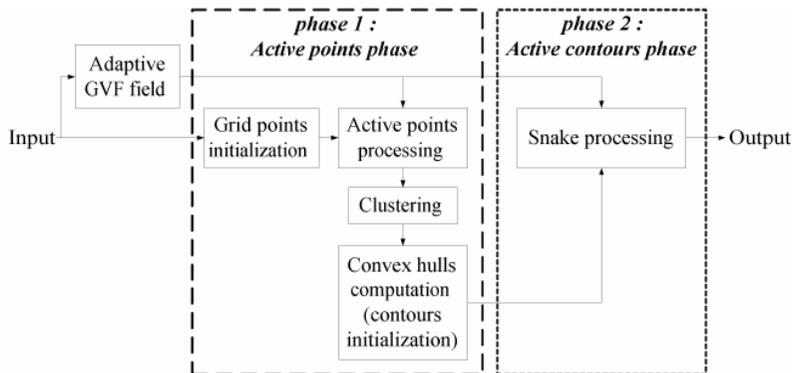 phase 1 :
Active points phase
phase 2 :
Active contours phase
Adaptive
GVF field
Input
Grid points
initialization
Active points
processing
Snake processing
Output
Clustering
Convex hulls
computation
(contours
initialization)